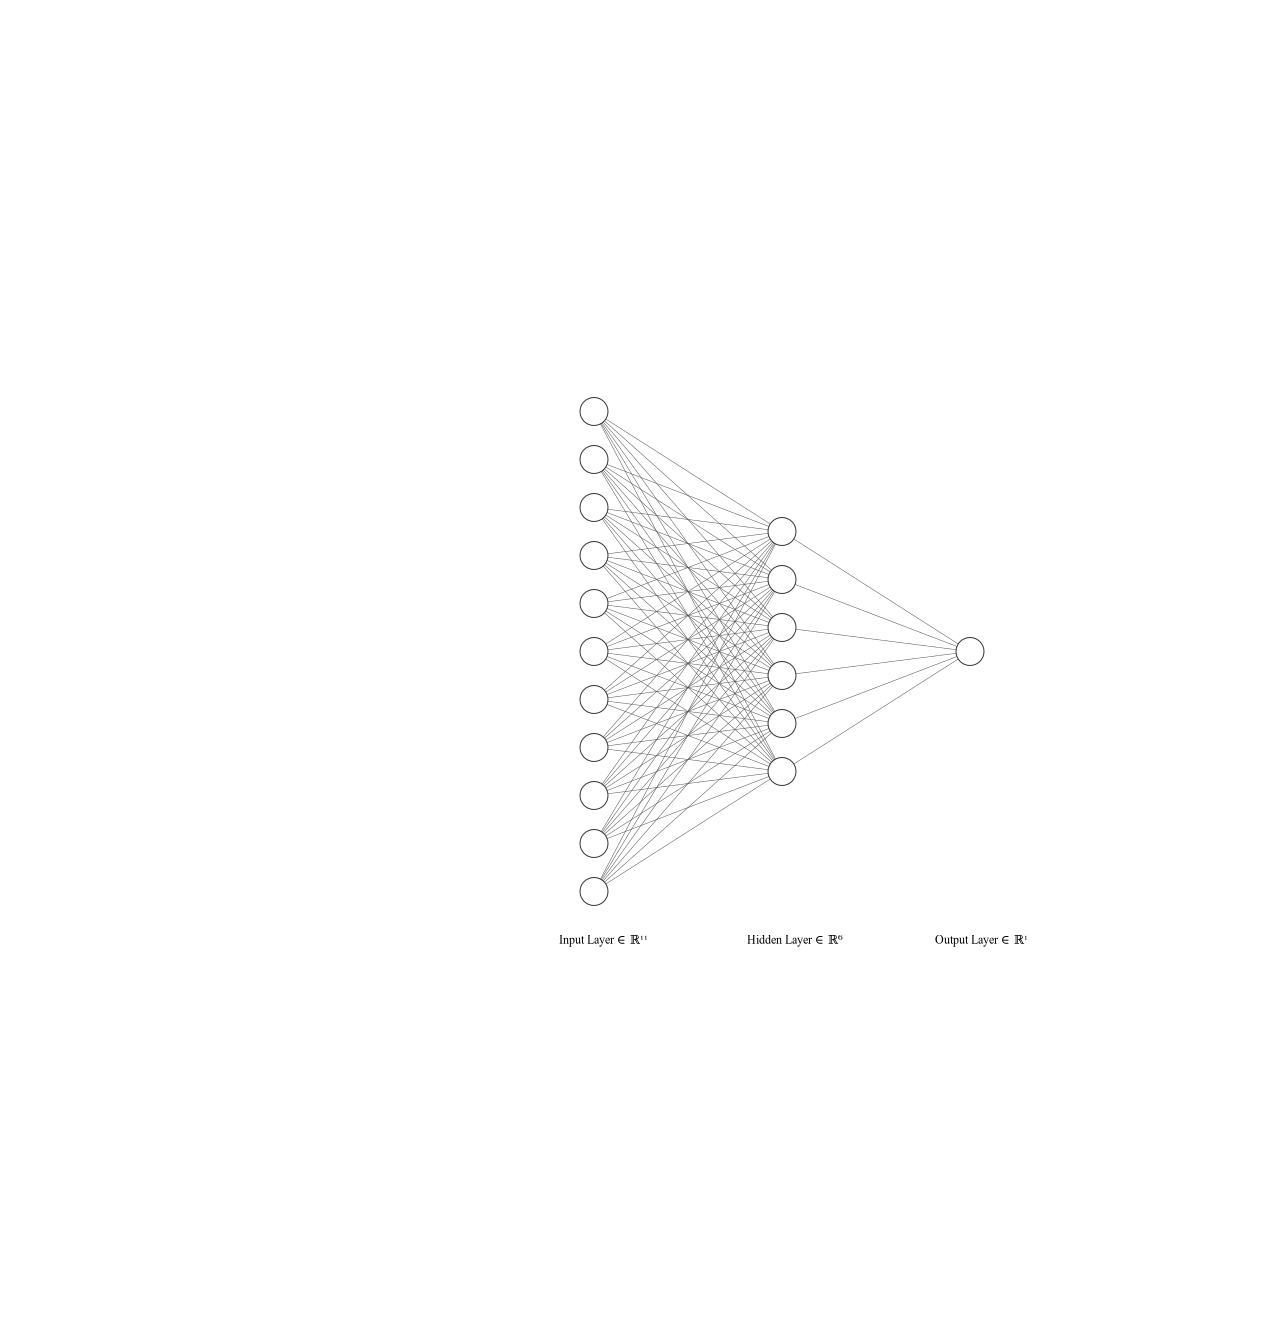 Input Layer ∈ ℝ¹¹
Hidden Layer ∈ ℝ⁶
Output Layer ∈ ℝ¹